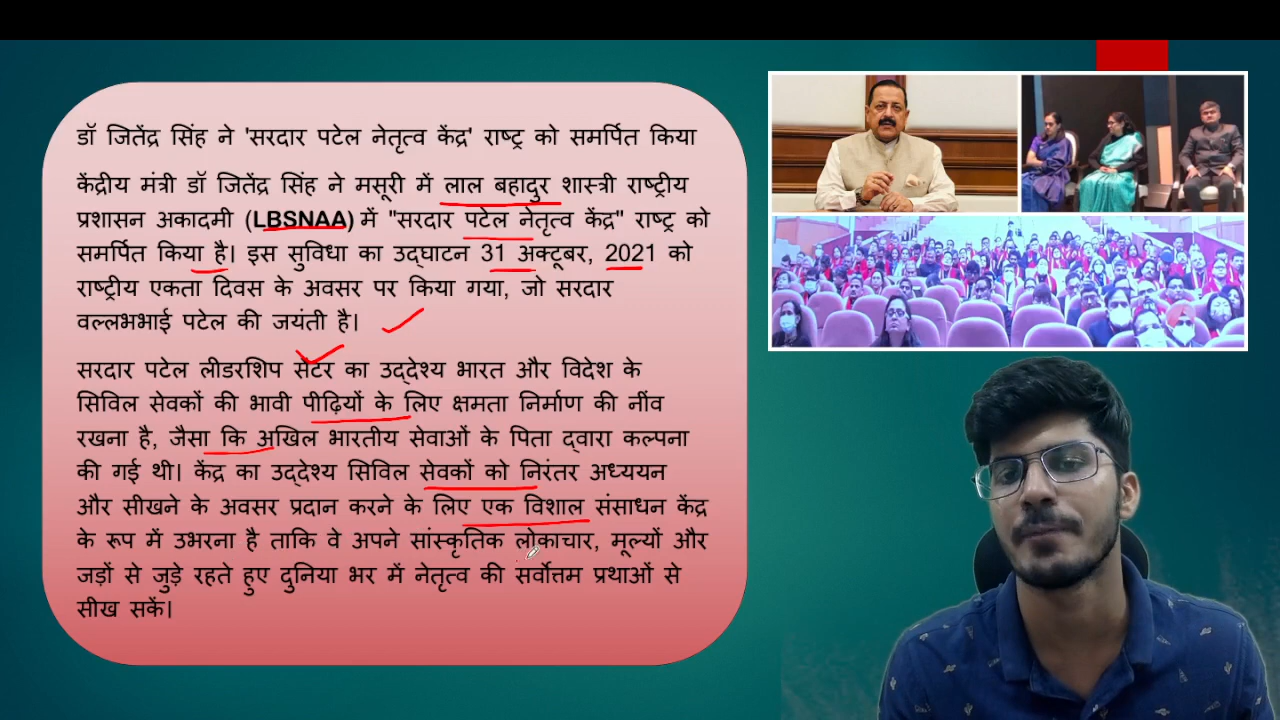 डॉ जितेंद्र सिंह ने 'सरदार पटेल नेतृत्व केंद्र' राष्ट्र को समर्पित किया
केंद्रीय मंत्री डॉ जितेंद्र सिंह ने मसूरी में लाल बहादुर शास्त्री राष्ट्रीय
प्रशासन अकादमी (LBSNAA) में "सरदार पटेल नेतृत्व केंद्र" राष्ट्र को
समर्पित किया है। इस सुविधा का उद्घाटन 31 अक्टूबर, 2021 को
राष्ट्रीय एकता दिवस के अवसर पर किया गया, जो सरदार
वल्लभभाई पटेल की जयंती है।
सरदार पटेल लीडरशिप सेंटर का उद्देश्य भारत और विदेश के
सिविल सेवकों की भावी पीढ़ियों के लिए क्षमता निर्माण की नींव
रखना है, जैसा कि अखिल भारतीय सेवाओं के पिता द्वारा कल्पना
की गई थी। केंद्र का उद्देश्य सिविल सेवकों को निरंतर अध्ययन
और सीखने के अवसर प्रदान करने के लिए एक विशाल संसाधन केंद्र
के रूप में उभरना है ताकि वे अपने सांस्कृतिक लोकाचार, मूल्यों और
जड़ों से जुड़े रहते हुए दुनिया भर में नेतृत्व की सर्वोत्तम प्रथाओं से
सीख सकें।